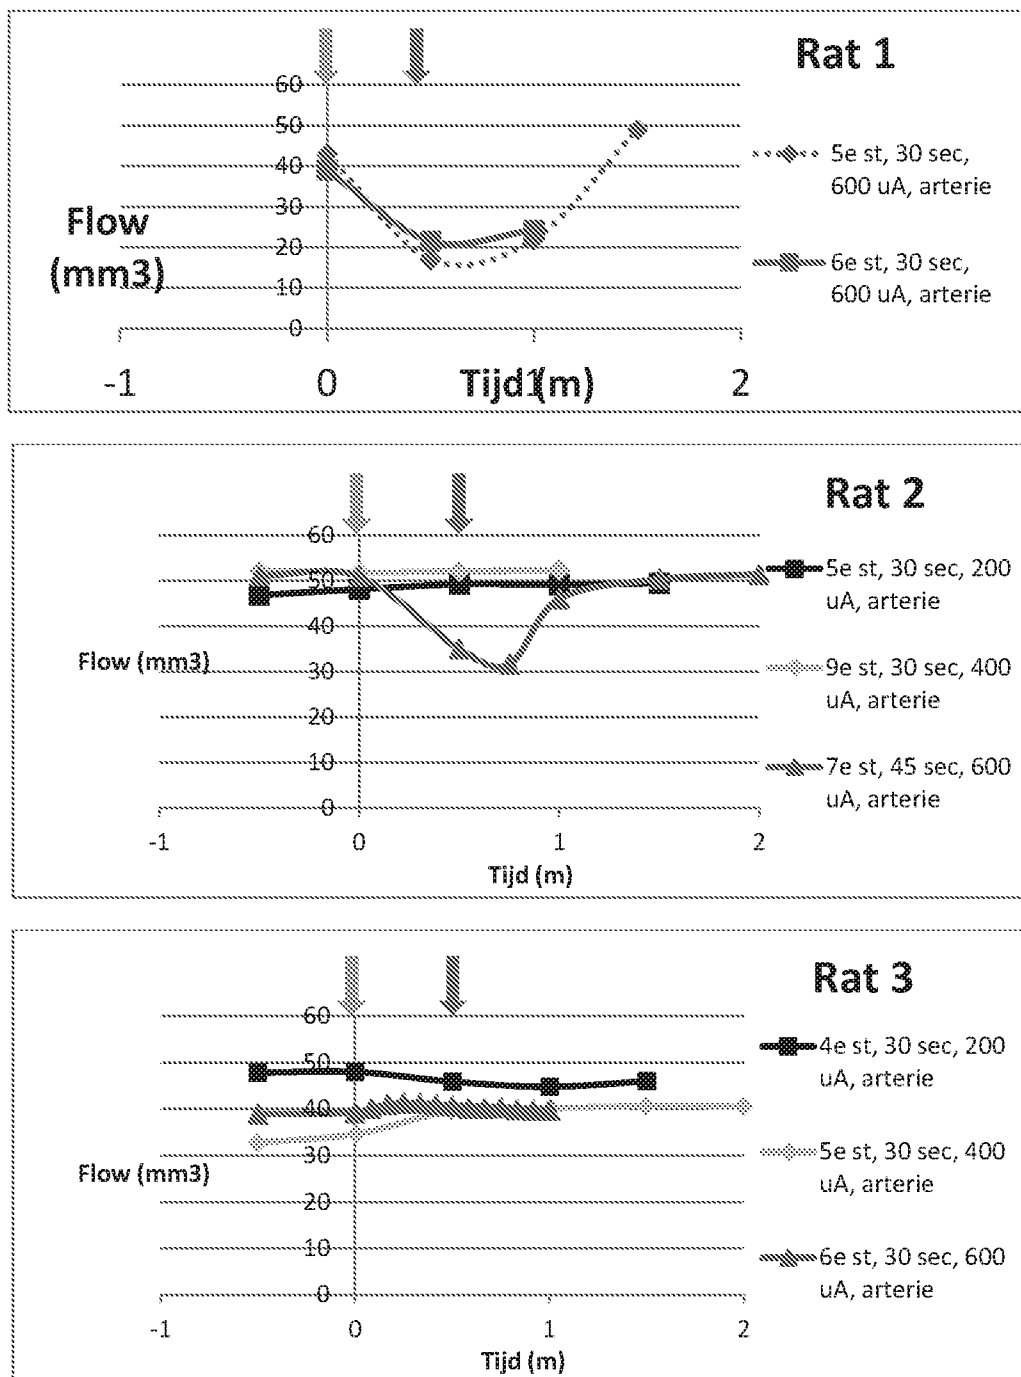 Rat 1
60
50
40
30
20
10
0
Flow
(mm3)
-1 0 1 2
Tijd (m)
5e st, 30 sec,
600 uA, arterie
6e st, 30 sec,
600 uA, arterie
Rat 2
60
50
40
30
20
10
0
Flow (mm3)
-1 0 1 2
Tijd (m)
5e st, 30 sec, 200
uA, arterie
9e st, 30 sec, 400
uA, arterie
7e st, 45 sec, 600
uA, arterie
Rat 3
60
50
40
30
20
10
0
Flow (mm3)
-1 0 1 2
Tijd (m)
4e st, 30 sec, 200
uA, arterie
5e st, 30 sec, 400
uA, arterie
6e st, 30 sec, 600
uA, arterie